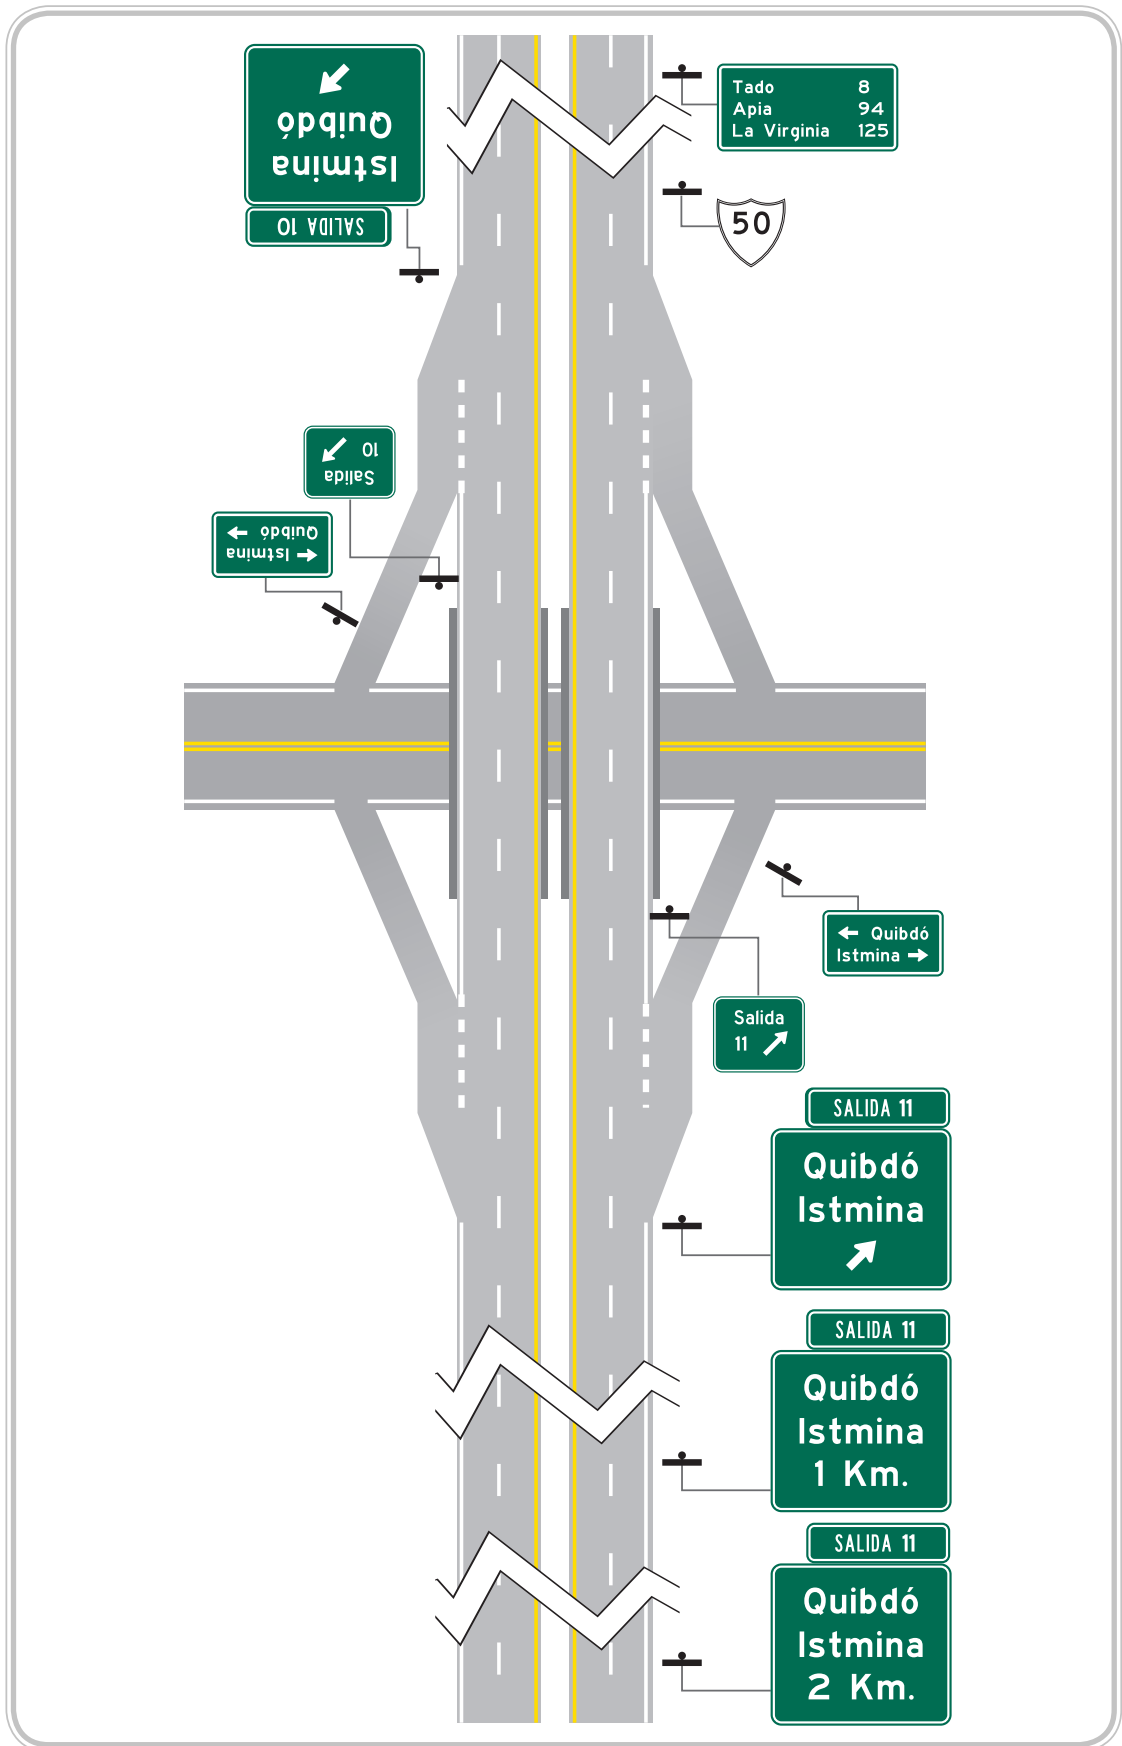 SALIDA 10
Istmina
Quibdó
Tado 8
Apia 94
La Virginia 125
50
Salida
10
Istmina
Quibdó
Quibdó
Istmina
Salida
11
SALIDA 11
Quibdó
Istmina
SALIDA 11
Quibdó
Istmina
1 Km.
SALIDA 11
Quibdó
Istmina
2 Km.